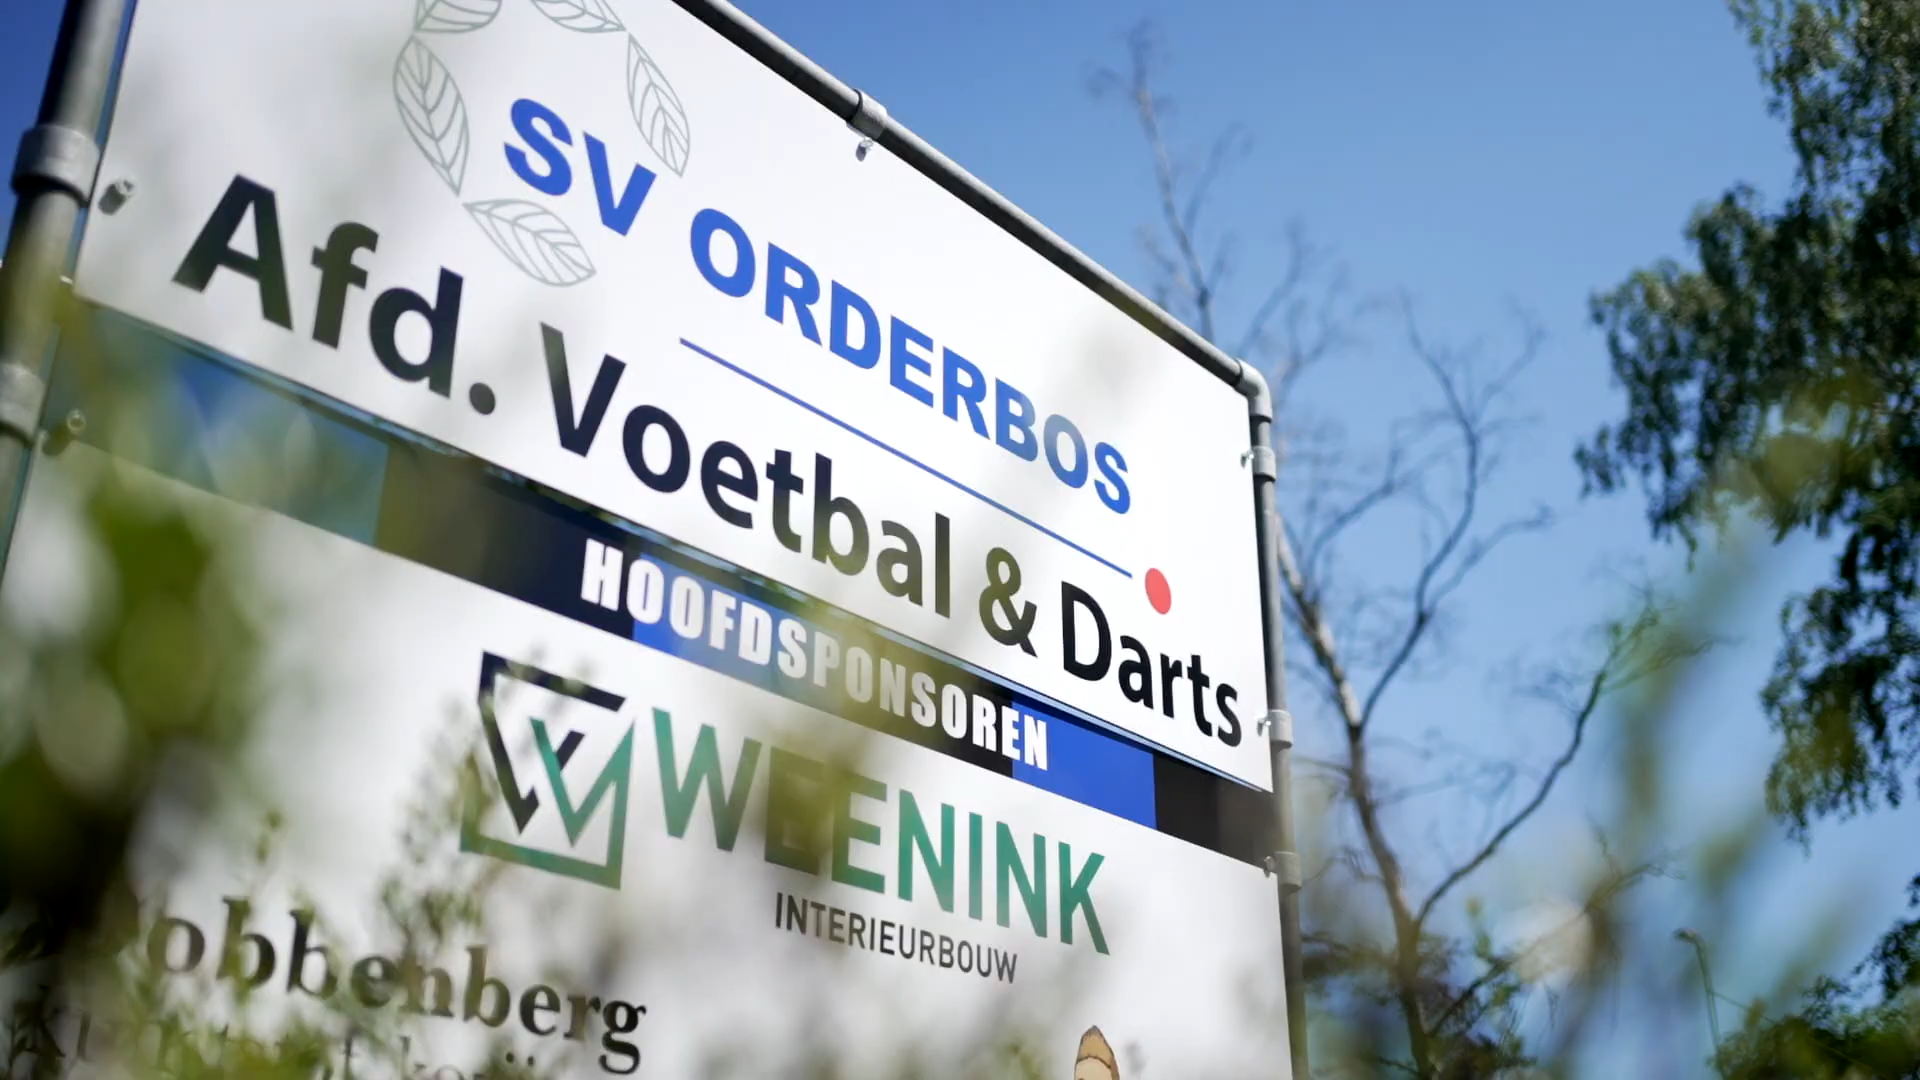 SV ORDERBOS
Afd. Voetbal & Darts
HOOFDSPONSOREN
WEENINK
INTERIEURBOUW